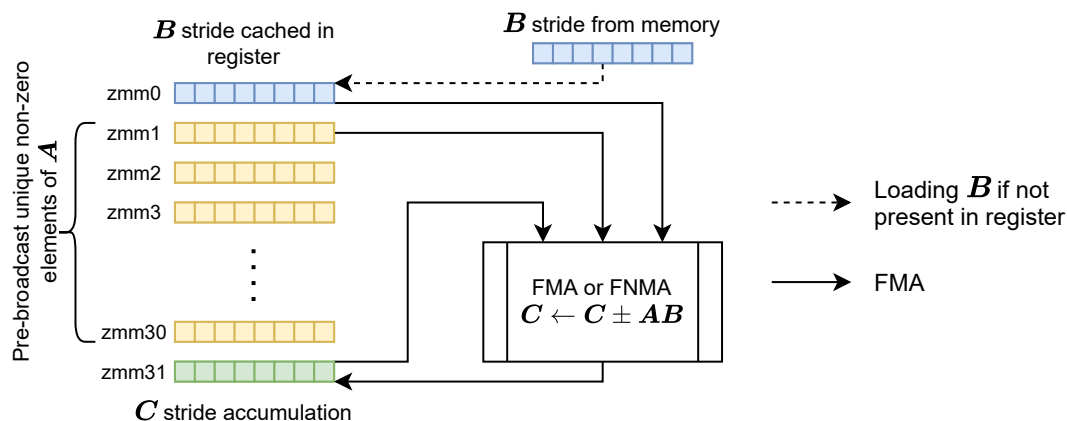 B stride cached in
register
B stride from memory
zmm0
zmm1
zmm2
zmm3
zmm30
zmm31
Pre-broadcast unique non-zero
elements of A
C stride accumulation
FMA or FNMA
C ← C ± AB
Loading B if not
present in register
FMA